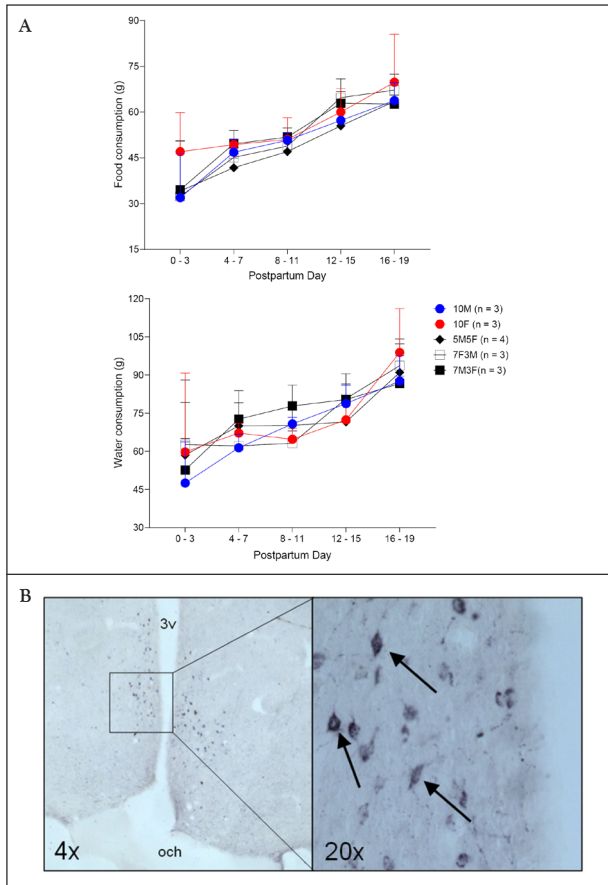 A
Food consumption (g)
90
75
60
45
30
15
0 - 3
4 - 7
8 - 11
12 - 15
16 - 19
Postpartum Day
Water consumption (g)
120
105
90
75
60
45
30
0 - 3
4 - 7
8 - 11
12 - 15
16 - 19
Postpartum Day
10M (n = 3)
10F (n = 3)
5M5F (n = 4)
7F3M (n = 3)
7M3F(n = 3)
B
3v
4x
och
20x